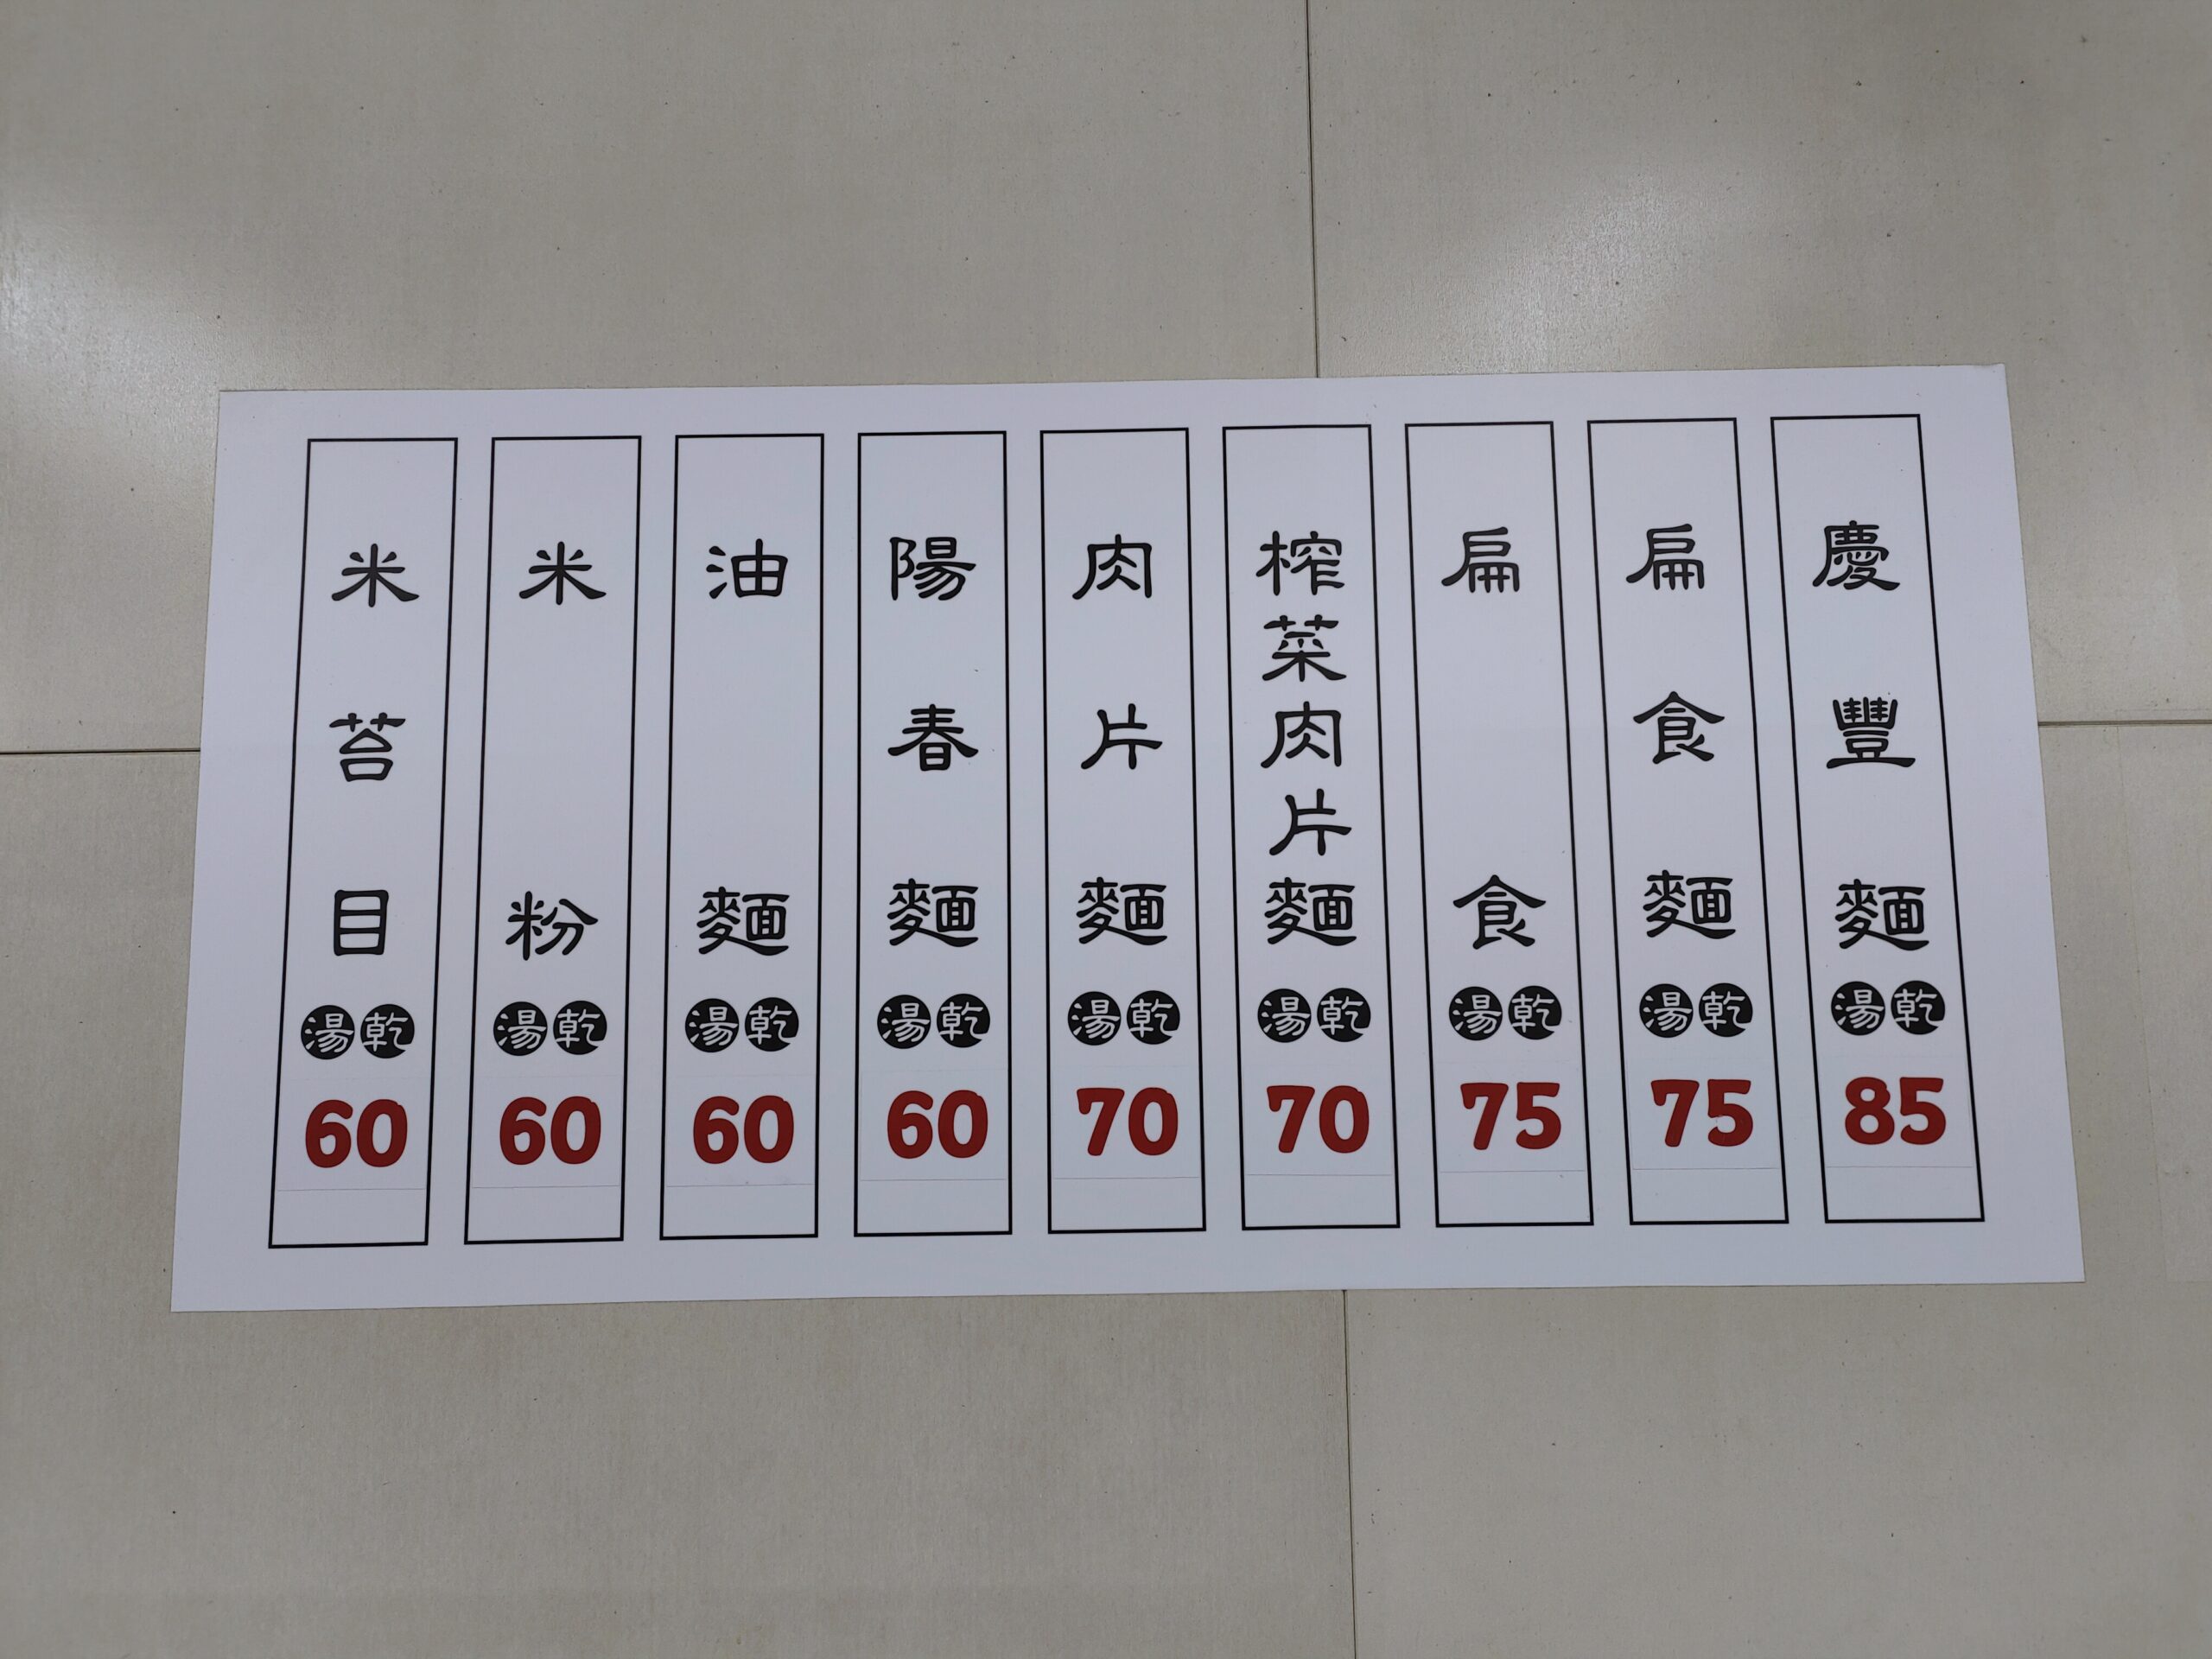 慶豐麵 湯 乾 85
扁食麵 湯 乾 75
扁食 湯 乾 75
榨菜肉片麵 湯 乾 70
肉片麵 湯 乾 70
陽春麵 湯 乾 60
油麵 湯 乾 60
米粉 湯 乾 60
米苔目 湯 乾 60